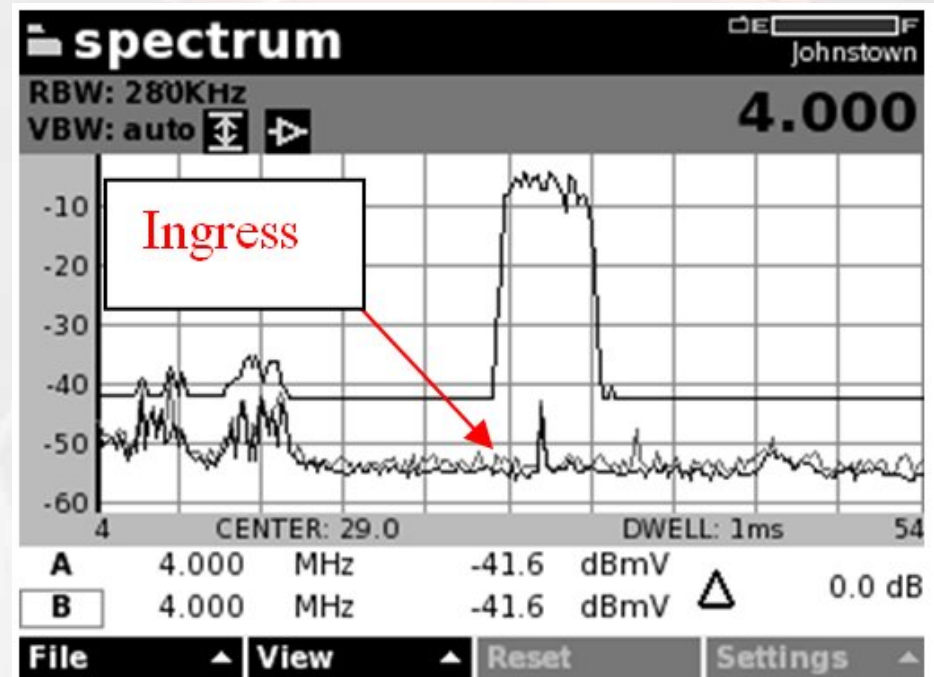 spectrum
E F
Johnstown
RBW: 280KHz
VBW: auto
4.000
Ingress
-10
-20
-30
-40
-50
-60
4 CENTER: 29.0 DWELL: 1ms 54
A 4.000 MHz -41.6 dBmV
B 4.000 MHz -41.6 dBmV
Δ 0.0 dB
File View Reset Settings